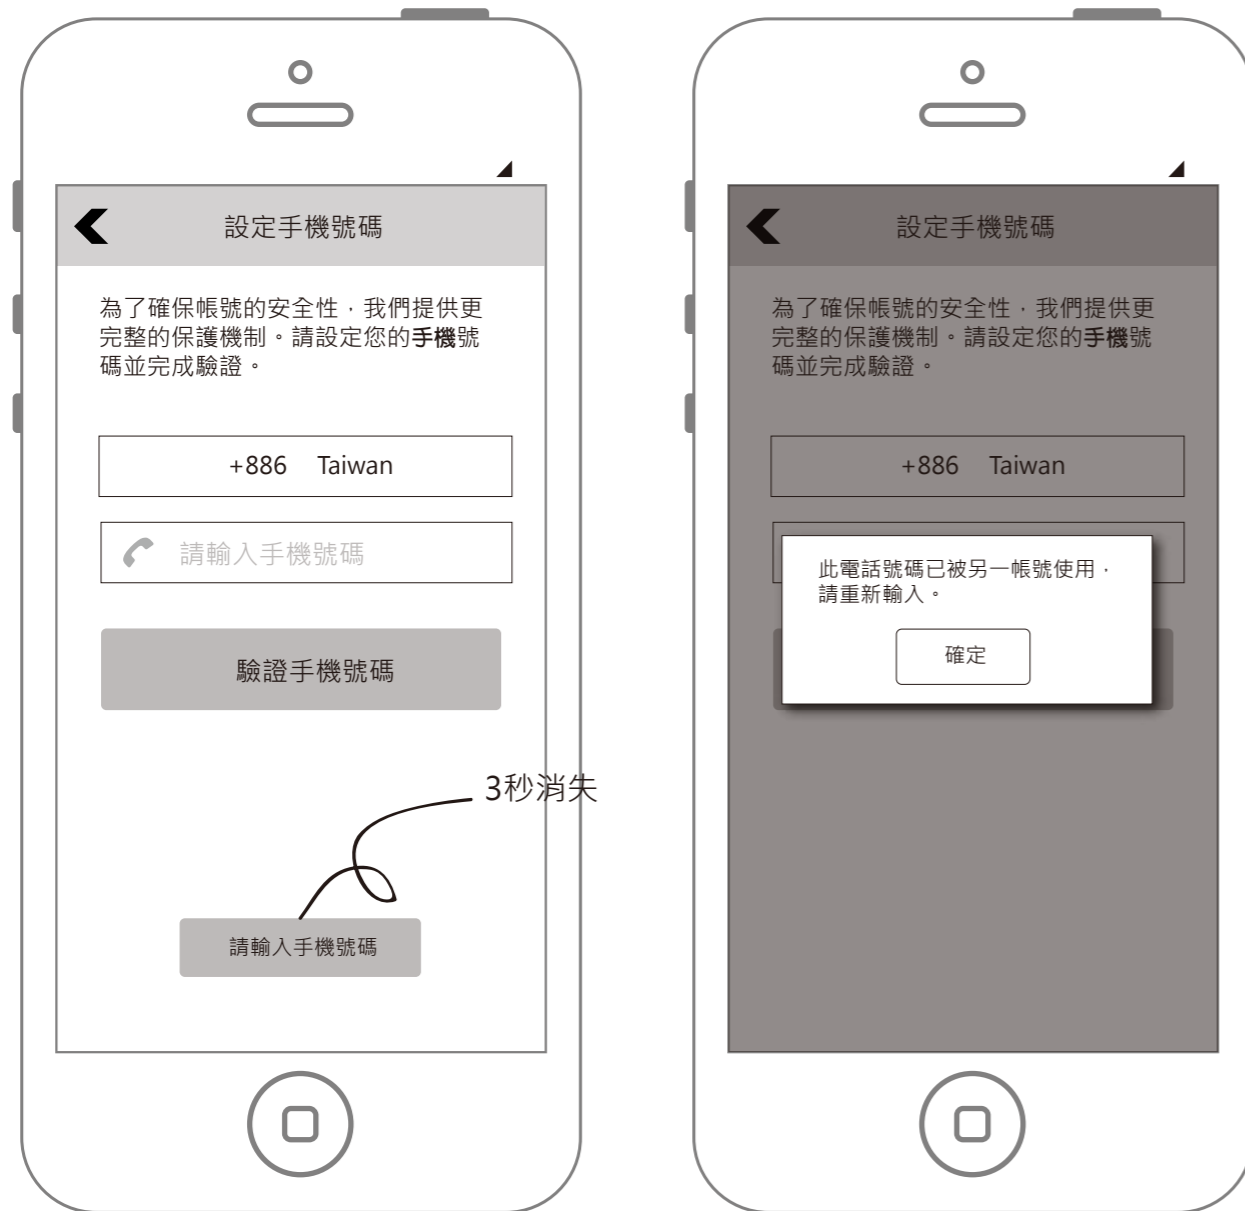 設定手機號碼
為了確保帳號的安全性，我們提供更
完整的保護機制。請設定您的手機號
碼並完成驗證。
+886 Taiwan
請輸入手機號碼
驗證手機號碼
3秒消失
請輸入手機號碼
設定手機號碼
為了確保帳號的安全性，我們提供更
完整的保護機制。請設定您的手機號
碼並完成驗證。
+886 Taiwan
此電話號碼已被另一帳號使用，
請重新輸入。
確定